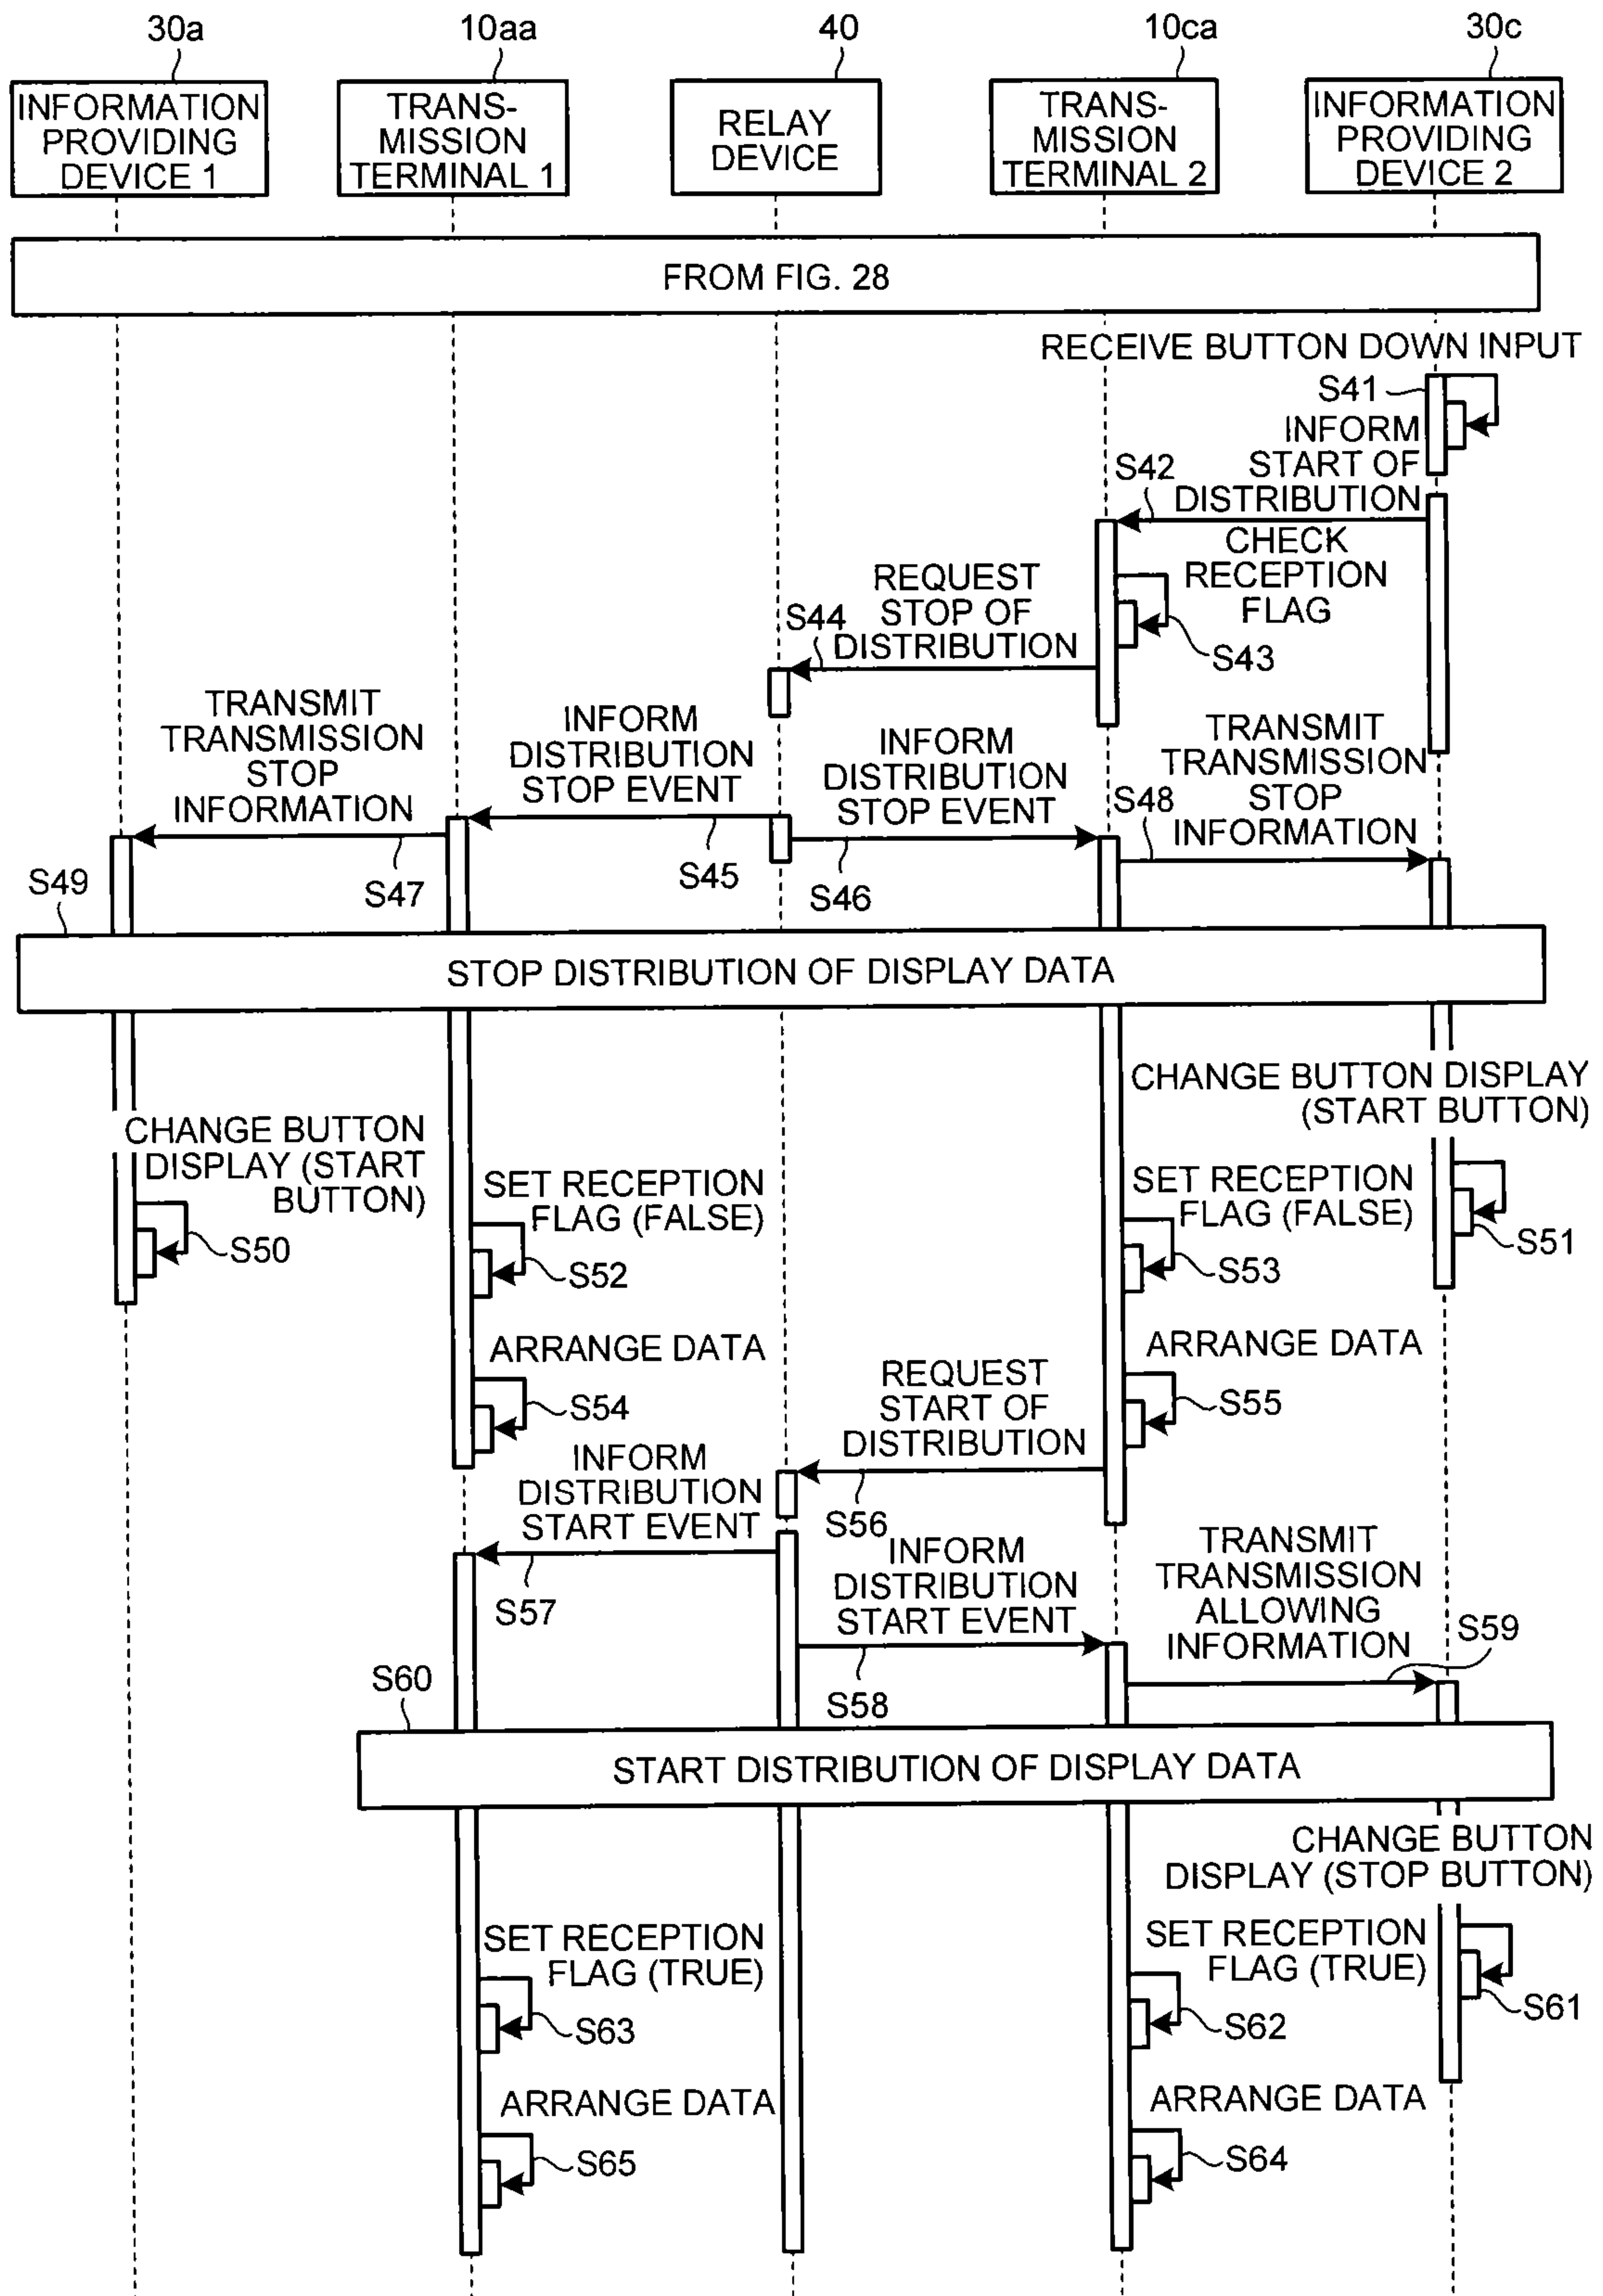 30a
10aa
40
10ca
30c
INFORMATION
PROVIDING
DEVICE 1
TRANS-
MISSION
TERMINAL 1
RELAY
DEVICE
TRANS-
MISSION
TERMINAL 2
INFORMATION
PROVIDING
DEVICE 2
FROM FIG. 28
RECEIVE BUTTON DOWN INPUT
S41
INFORM
START OF
DISTRIBUTION
S42
CHECK
RECEPTION
FLAG
S43
REQUEST
STOP OF
DISTRIBUTION
S44
TRANSMIT
TRANSMISSION
STOP
INFORMATION
INFORM
DISTRIBUTION
STOP EVENT
INFORM
DISTRIBUTION
STOP EVENT
TRANSMIT
TRANSMISSION
STOP
INFORMATION
S48
S49
S47
S45
S46
STOP DISTRIBUTION OF DISPLAY DATA
CHANGE BUTTON DISPLAY
(START BUTTON)
CHANGE BUTTON
DISPLAY (START
BUTTON)
S50
SET RECEPTION
FLAG (FALSE)
S52
SET RECEPTION
FLAG (FALSE)
S53
S51
ARRANGE DATA
S54
ARRANGE DATA
S55
REQUEST
START OF
DISTRIBUTION
S56
INFORM
DISTRIBUTION
START EVENT
S57
INFORM
DISTRIBUTION
START EVENT
S58
TRANSMIT
TRANSMISSION
ALLOWING
INFORMATION
S59
S60
START DISTRIBUTION OF DISPLAY DATA
CHANGE BUTTON
DISPLAY (STOP BUTTON)
SET RECEPTION
FLAG (TRUE)
S63
SET RECEPTION
FLAG (TRUE)
S62
S61
ARRANGE DATA
S65
ARRANGE DATA
S64